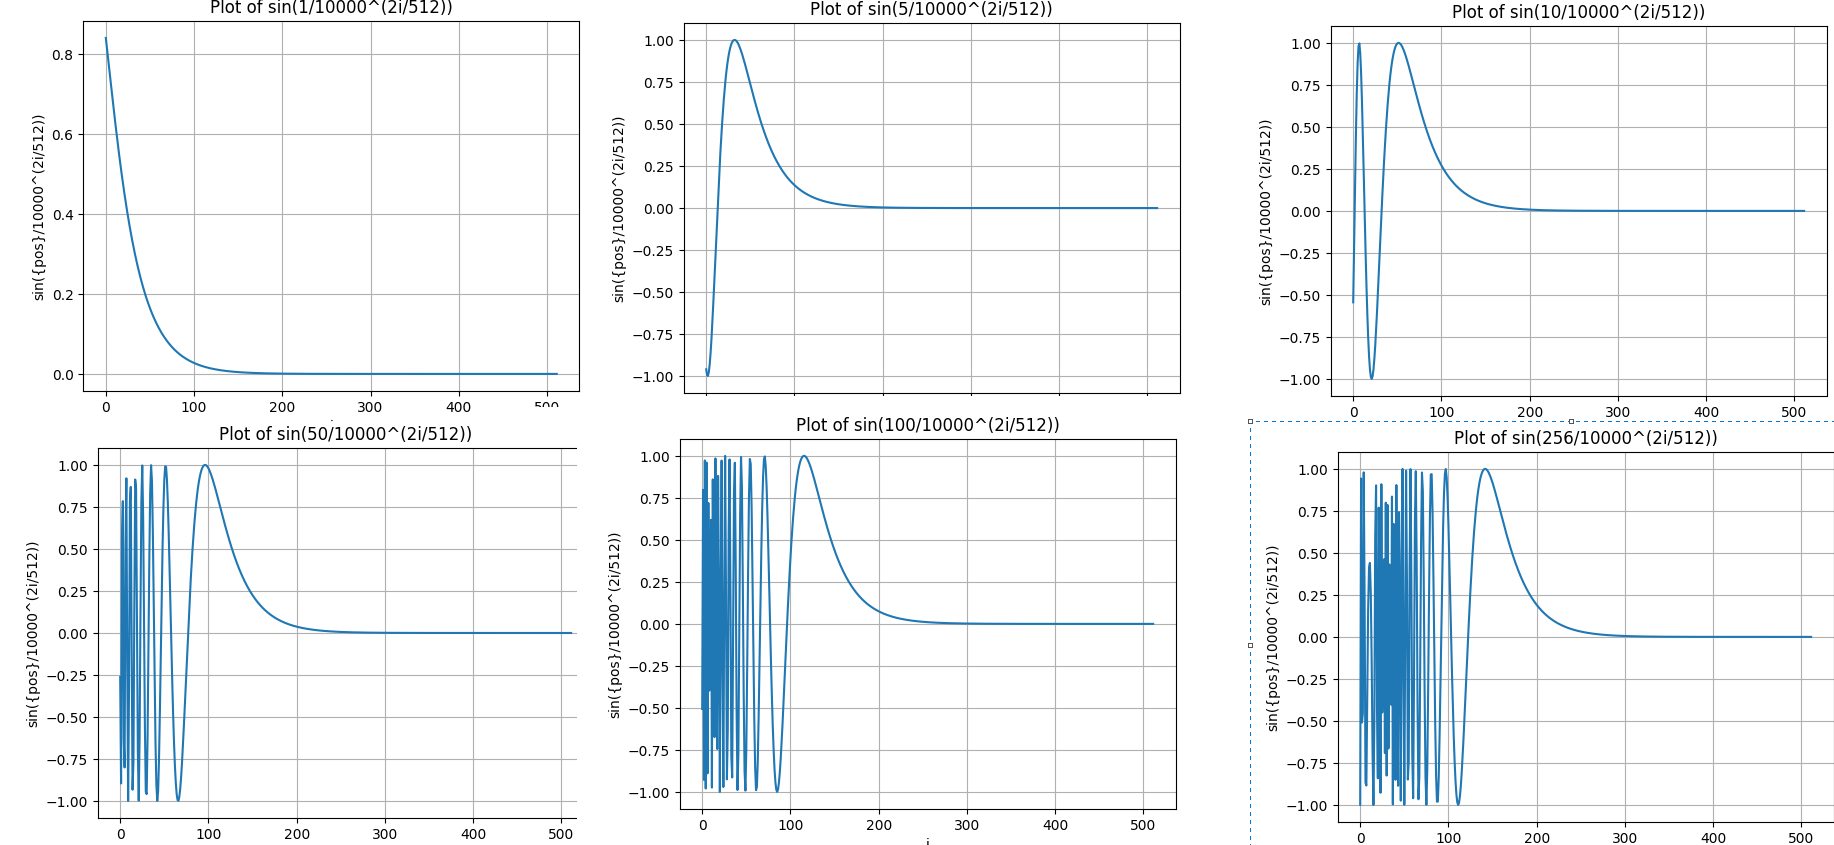 Plot of sin(1/10000^(2i/512))
sin({pos}/10000^(2i/512))
0.8
0.6
0.4
0.2
0.0
0 100 200 300 400 500
Plot of sin(5/10000^(2i/512))
sin({pos}/10000^(2i/512))
1.00
0.75
0.50
0.25
0.00
−0.25
−0.50
−0.75
−1.00
Plot of sin(10/10000^(2i/512))
sin({pos}/10000^(2i/512))
1.00
0.75
0.50
0.25
0.00
−0.25
−0.50
−0.75
−1.00
0 100 200 300 400 500
Plot of sin(50/10000^(2i/512))
sin({pos}/10000^(2i/512))
1.00
0.75
0.50
0.25
0.00
−0.25
−0.50
−0.75
−1.00
0 100 200 300 400 500
Plot of sin(100/10000^(2i/512))
sin({pos}/10000^(2i/512))
1.00
0.75
0.50
0.25
0.00
−0.25
−0.50
−0.75
−1.00
0 100 200 300 400 500
i
Plot of sin(256/10000^(2i/512))
sin({pos}/10000^(2i/512))
1.00
0.75
0.50
0.25
0.00
−0.25
−0.50
−0.75
−1.00
0 100 200 300 400 500